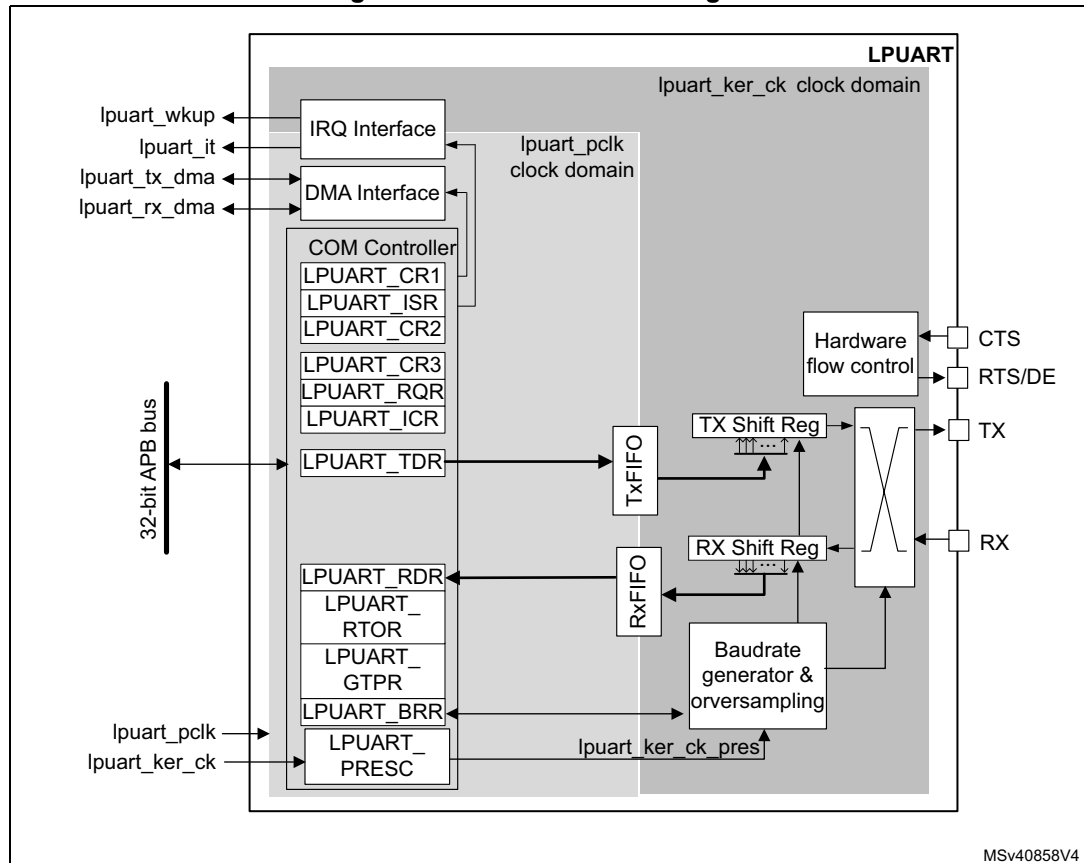 LPUART
lpuart_ker_ck clock domain
lpuart_wkup
lpuart_it
lpuart_tx_dma
lpuart_rx_dma
IRQ Interface
DMA Interface
lpuart_pclk
clock domain
COM Controller
LPUART_CR1
LPUART_ISR
LPUART_CR2
LPUART_CR3
LPUART_RQR
LPUART_ICR
LPUART_TDR
32-bit APB bus
LPUART_RDR
LPUART_
RTOR
LPUART_
GTPR
LPUART_BRR
LPUART_
PRESC
lpuart_pclk
lpuart_ker_ck
TxFIFO
RxFIFO
TX Shift Reg
...
RX Shift Reg
...
Hardware
flow control
CTS
RTS/DE
TX
RX
Baudrate
generator &
orversampling
lpuart_ker_ck_pres
MSv40858V4